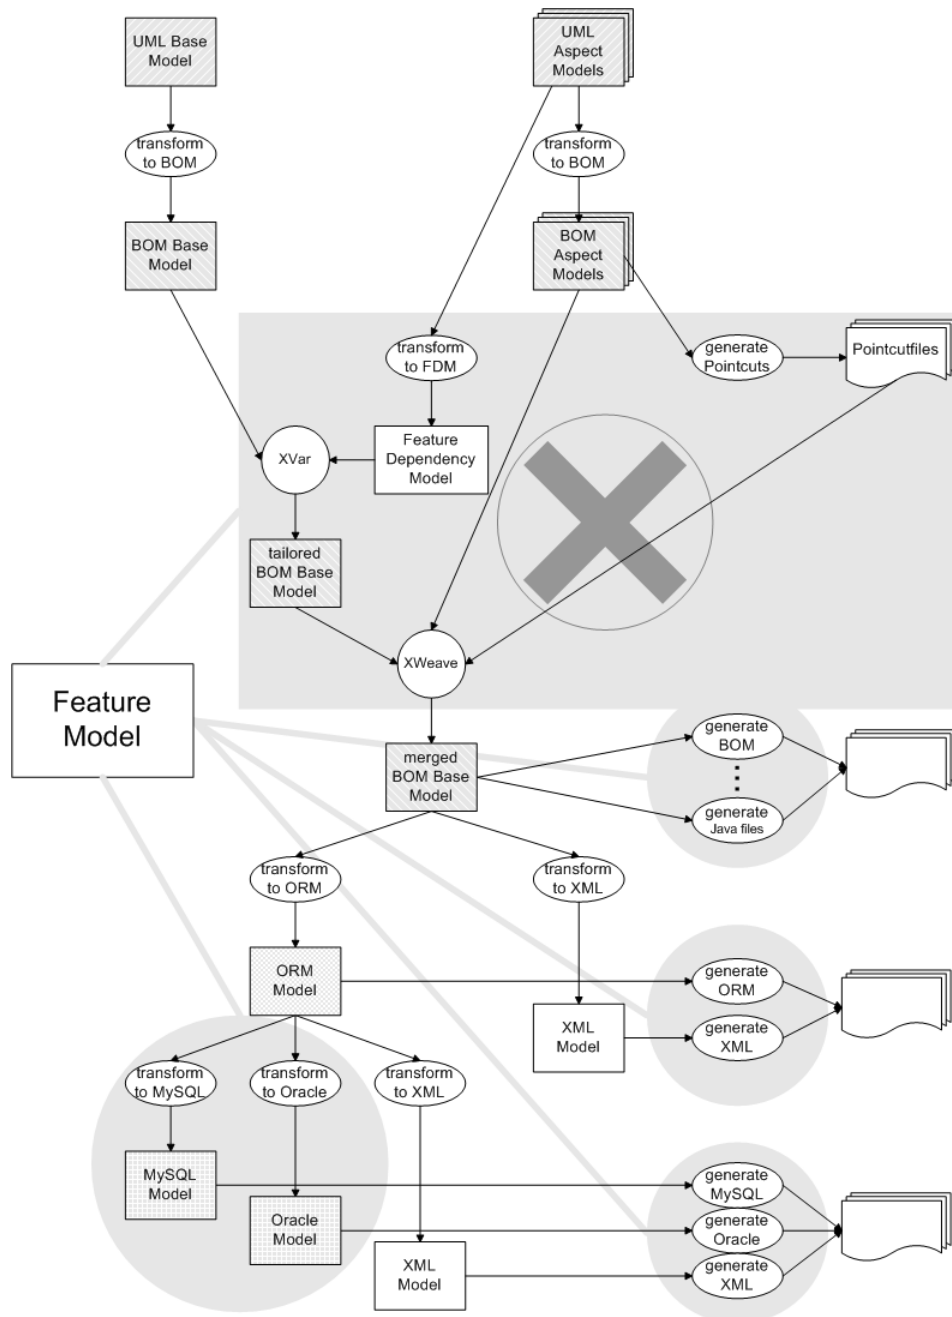 UML Base
Model
UML
Aspect
Models
transform
to BOM
transform
to BOM
BOM Base
Model
BOM
Aspect
Models
transform
to FDM
generate
Pointcuts
Pointcutfiles
XVar
Feature
Dependency
Model
tailored
BOM Base
Model
XWeave
Feature
Model
merged
BOM Base
Model
generate
BOM
generate
Java files
transform
to ORM
transform
to XML
ORM
Model
generate
ORM
XML
Model
generate
XML
transform
to MySQL
transform
to Oracle
transform
to XML
MySQL
Model
generate
MySQL
Oracle
Model
generate
Oracle
XML
Model
generate
XML